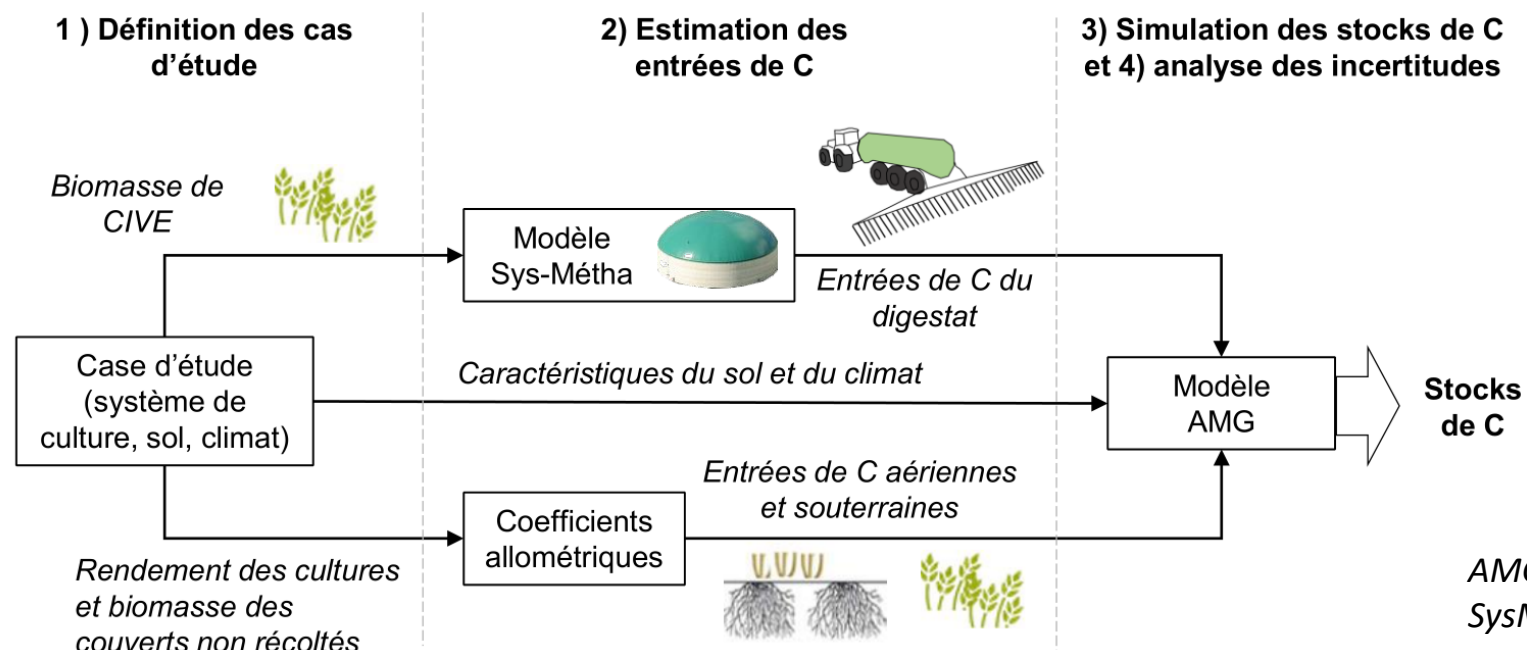 1 ) Définition des cas
d'étude
2) Estimation des
entrées de C
3) Simulation des stocks de C
et 4) analyse des incertitudes
Biomasse de
CIVE
Modèle
Sys-Métha
Entrées de C du
digestat
Case d'étude
(système de
culture, sol, climat)
Caractéristiques du sol et du climat
Modèle
AMG
Stocks
de C
Entrées de C aériennes
et souterraines
Coefficients
allométriques
Rendement des cultures
et biomasse des
couverts non récoltés